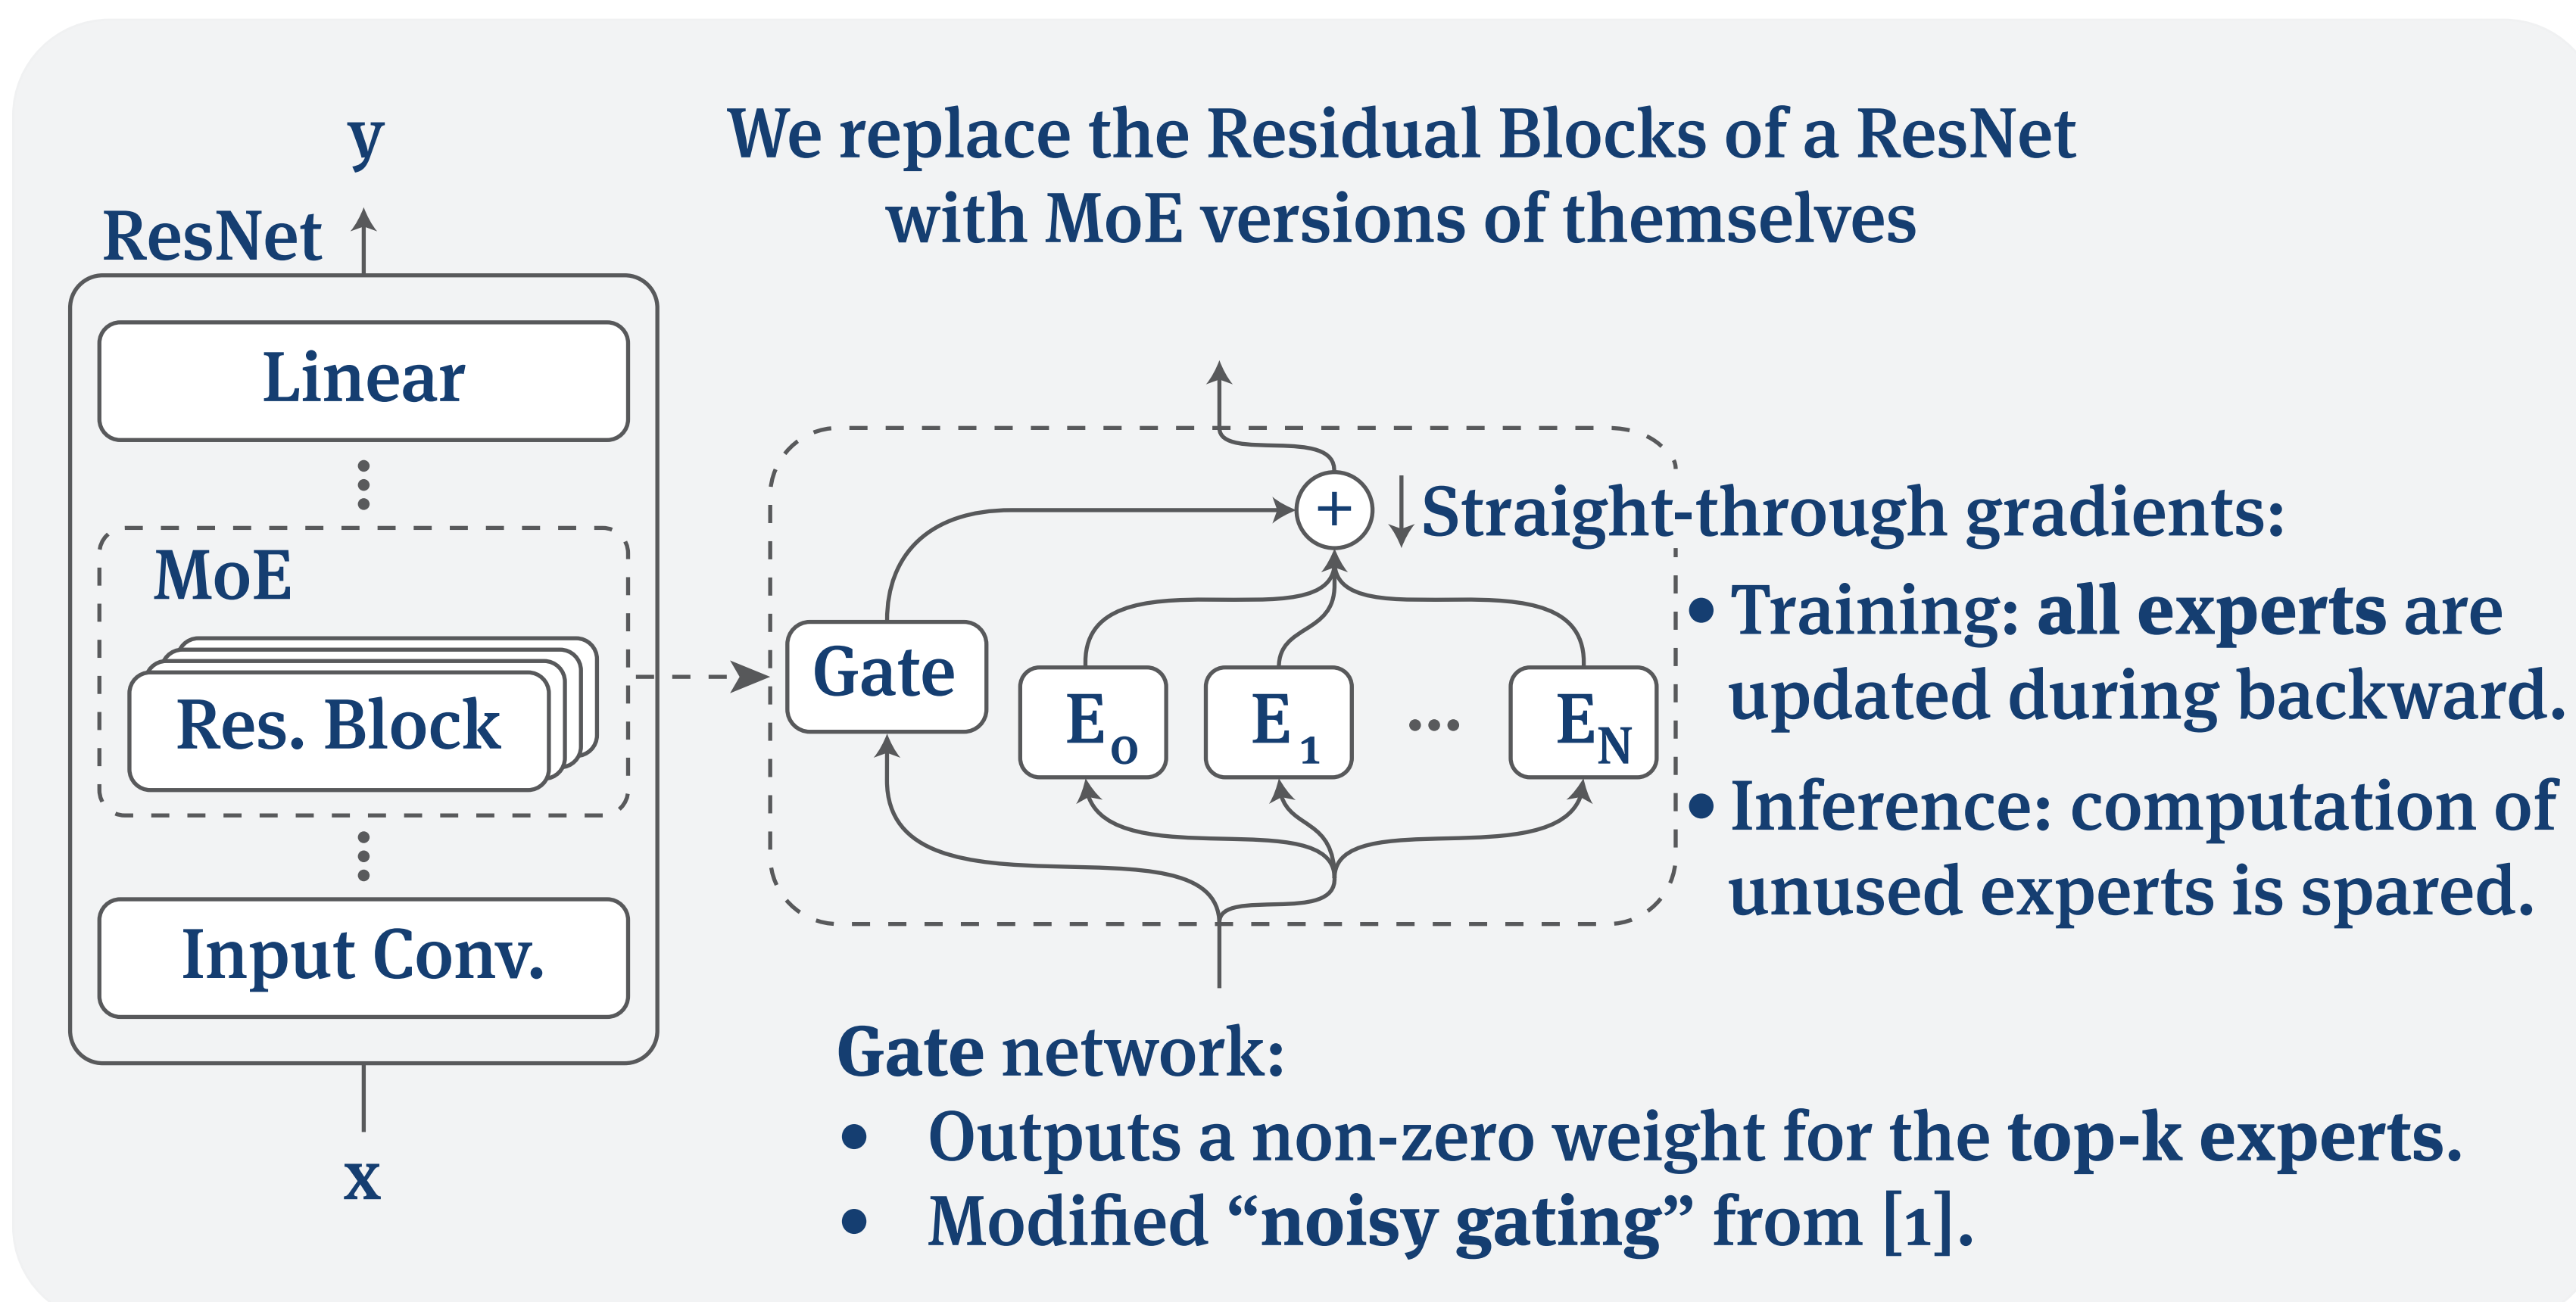 We replace the Residual Blocks of a ResNet
with MoE versions of themselves
y
ResNet
Linear
MoE
Res. Block
Input Conv.
x
+
Gate
E0
E1
...
EN
Straight-through gradients:
• Training: all experts are
updated during backward.
• Inference: computation of
unused experts is spared.
Gate network:
• Outputs a non-zero weight for the top-k experts.
• Modified “noisy gating” from [1].